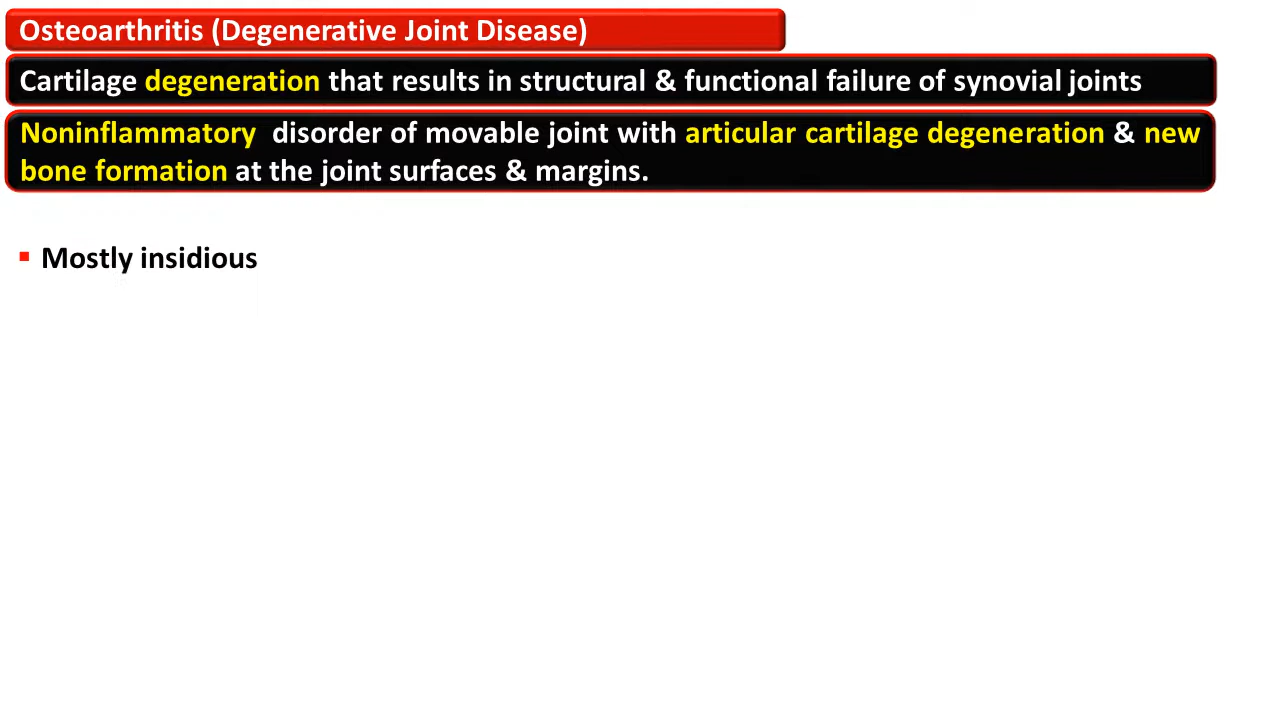 Osteoarthritis (Degenerative Joint Disease)
Cartilage degeneration that results in structural & functional failure of synovial joints
Noninflammatory disorder of movable joint with articular cartilage degeneration & new
bone formation at the joint surfaces & margins.
▪ Mostly insidious